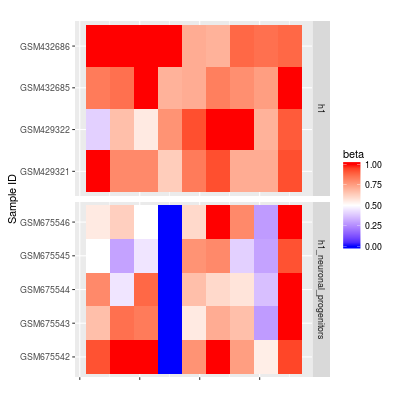 GSM432686
GSM432685
GSM429322
GSM429321
h1
GSM675546
GSM675545
GSM675544
GSM675543
GSM675542
h1_neuronal_progenitors
Sample ID
beta
1.00
0.75
0.50
0.25
0.00